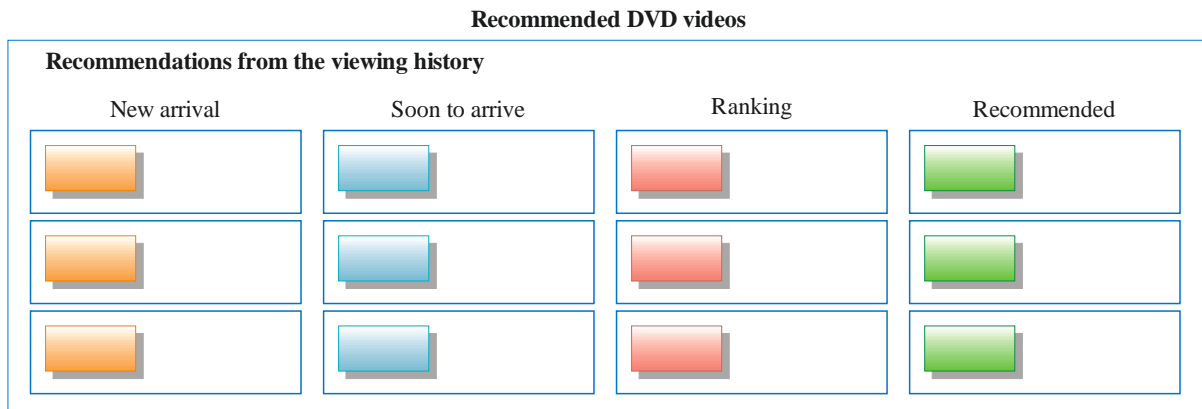 Recommended DVD videos
Recommendations from the viewing history
New arrival
Soon to arrive
Ranking
Recommended